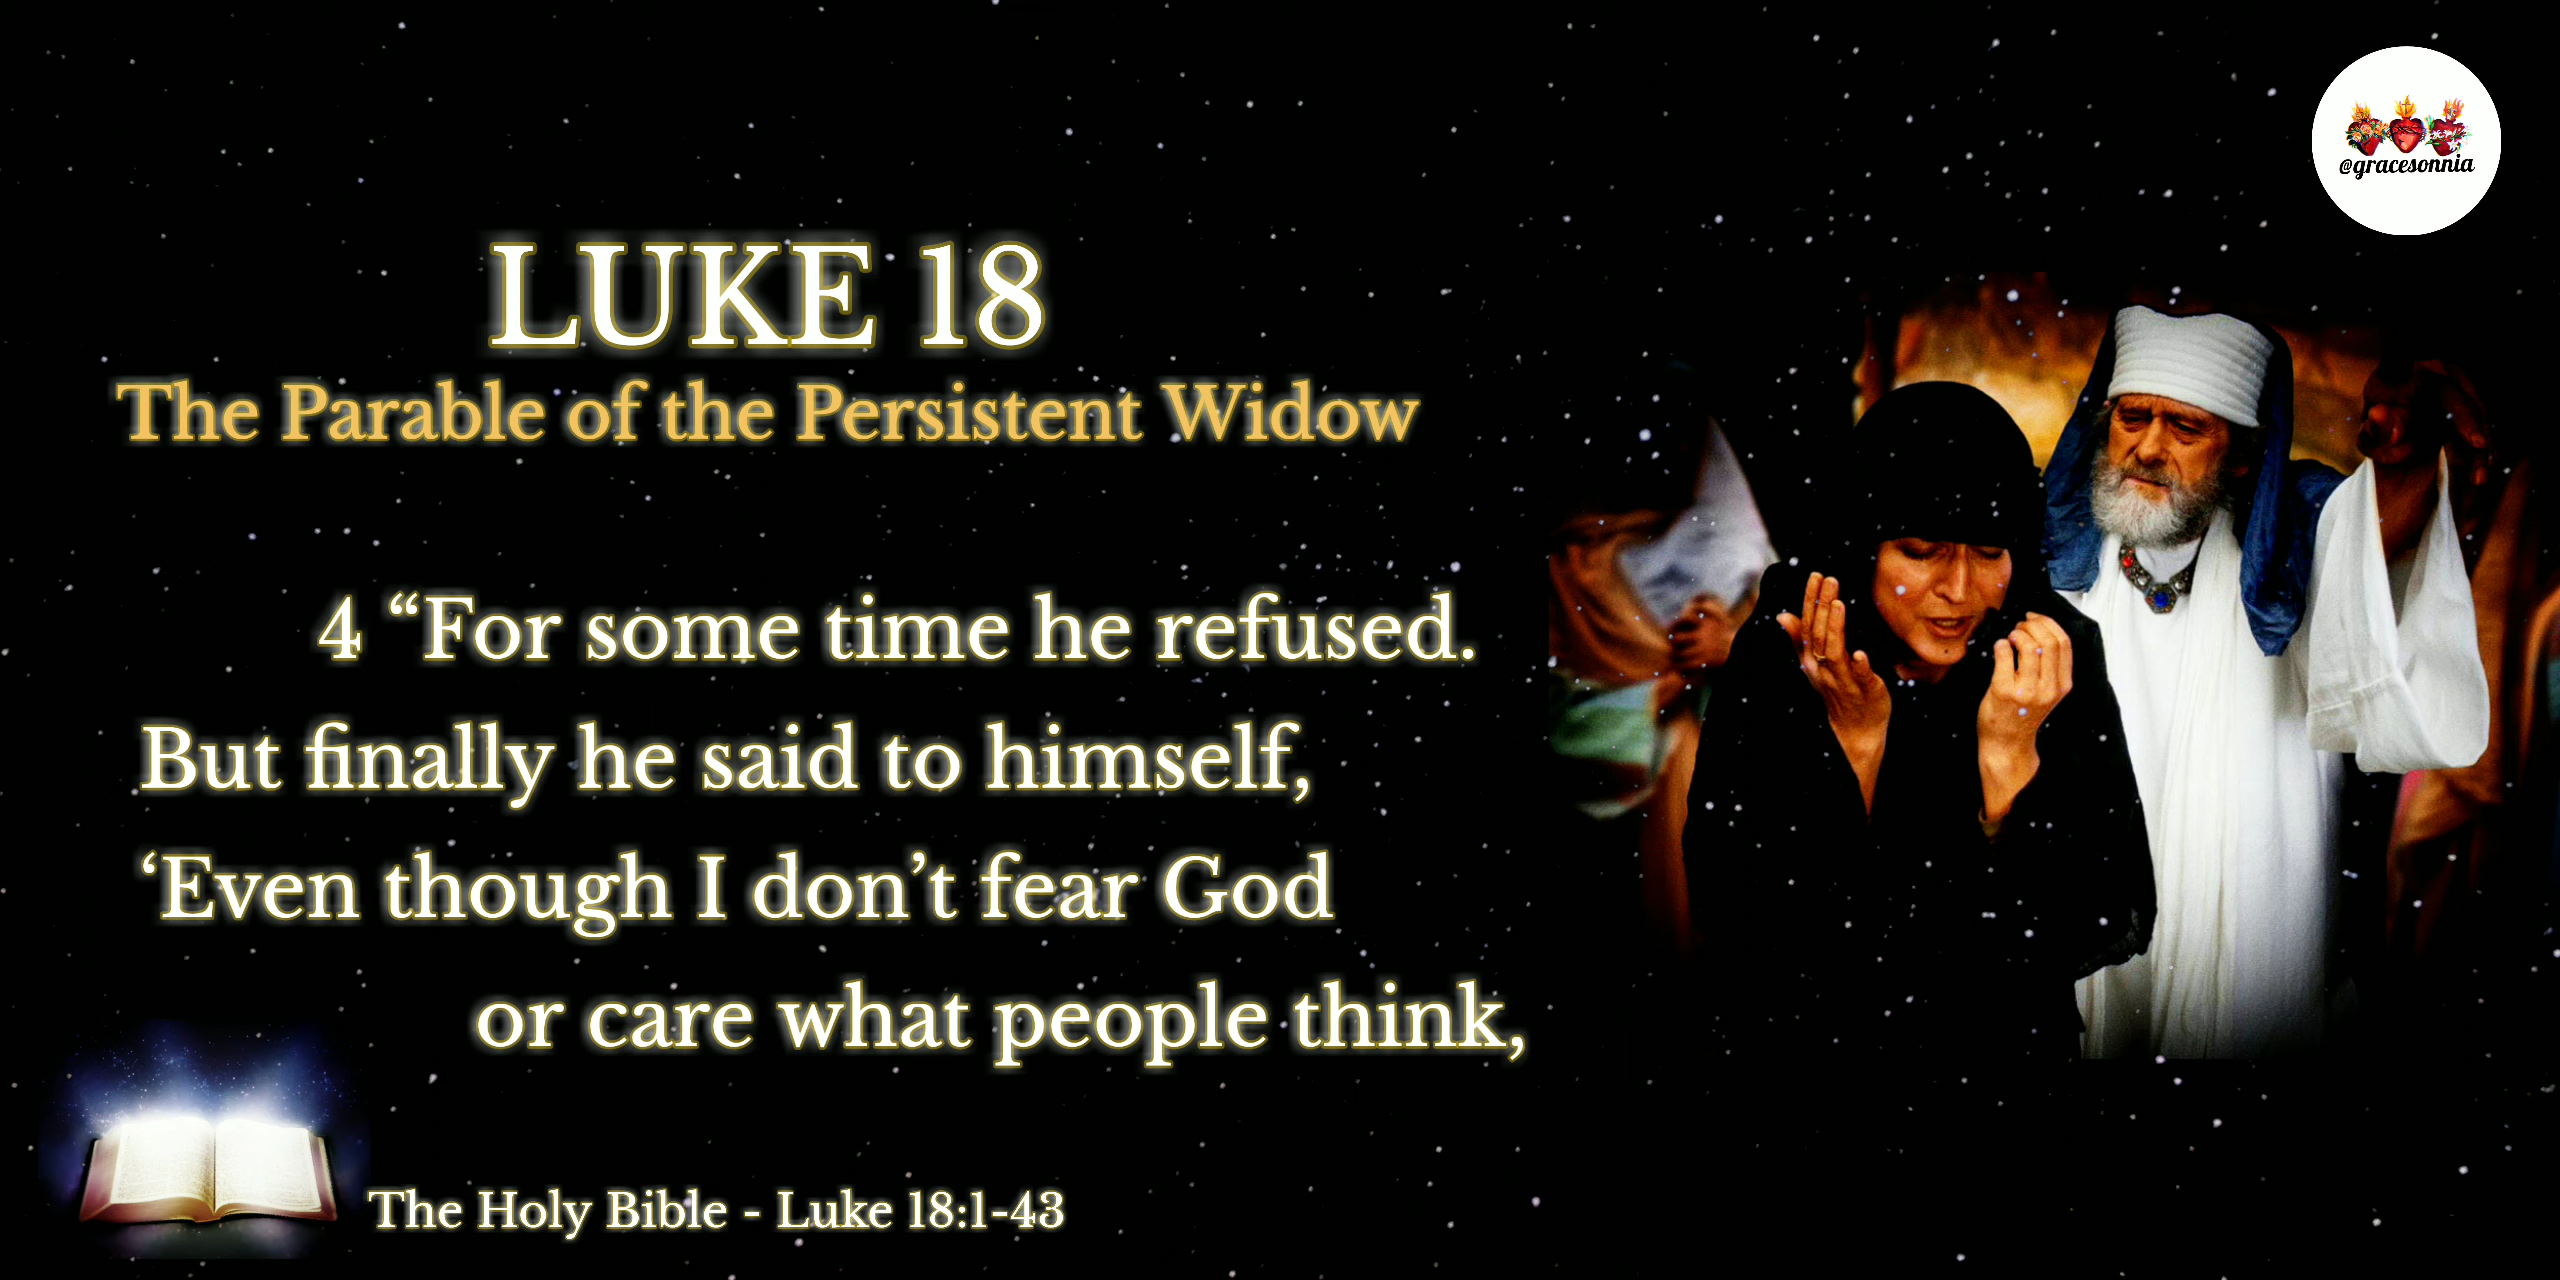 @gracesonnia
LUKE 18
The Parable of the Persistent Widow
4 “For some time he refused.
But finally he said to himself,
‘Even though I don’t fear God
or care what people think,
The Holy Bible - Luke 18:1-43